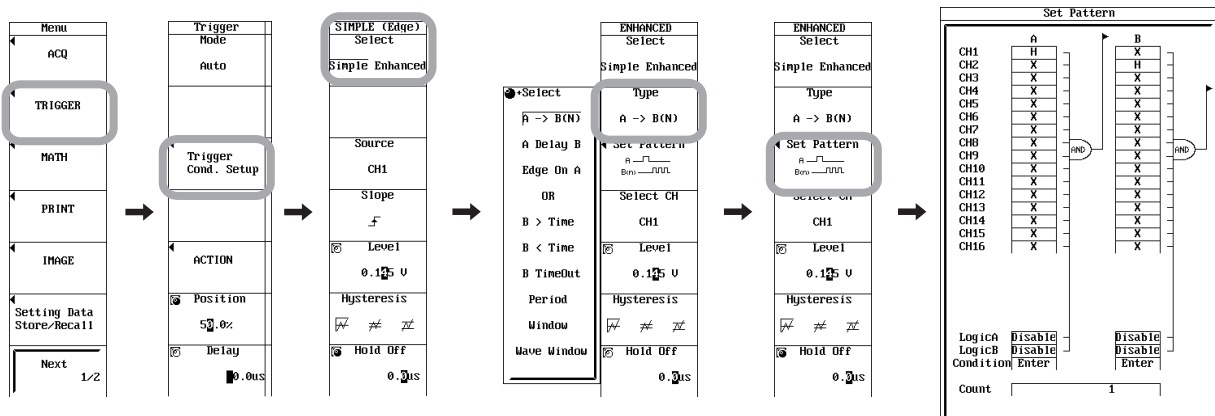 Menu
ACQ
TRIGGER
MATH
PRINT
IMAGE
Setting Data
Store/Recall
Next
1/2
Trigger
Mode
Auto
Trigger
Cond. Setup
ACTION
Position
50.0%
Delay
0.0us
SIMPLE (Edge)
Select
Simple Enhanced
Source
CH1
Slope
Level
0.145 V
Hysteresis
Hold Off
0.0us
+Select
A -> B(N)
A Delay B
Edge On A
OR
B > Time
B < Time
B TimeOut
Period
Window
Wave Window
ENHANCED
Select
Simple Enhanced
Type
A -> B(N)
Set Pattern
A
B(N)
Select CH
CH1
Level
0.145 V
Hysteresis
Hold Off
0.0us
ENHANCED
Select
Simple Enhanced
Type
A -> B(N)
Set Pattern
A
B(N)
Select CH
CH1
Level
0.145 V
Hysteresis
Hold Off
0.0us
Set Pattern
A B
CH1 H X
CH2 X H
CH3 X X
CH4 X X
CH5 X X
CH6 X X
CH7 X X
CH8 X X
CH9 X X
CH10 X X
CH11 X X
CH12 X X
CH13 X X
CH14 X X
CH15 X X
CH16 X X
AND AND
LogicA Disable Disable
LogicB Disable Disable
Condition Enter Enter
Count 1